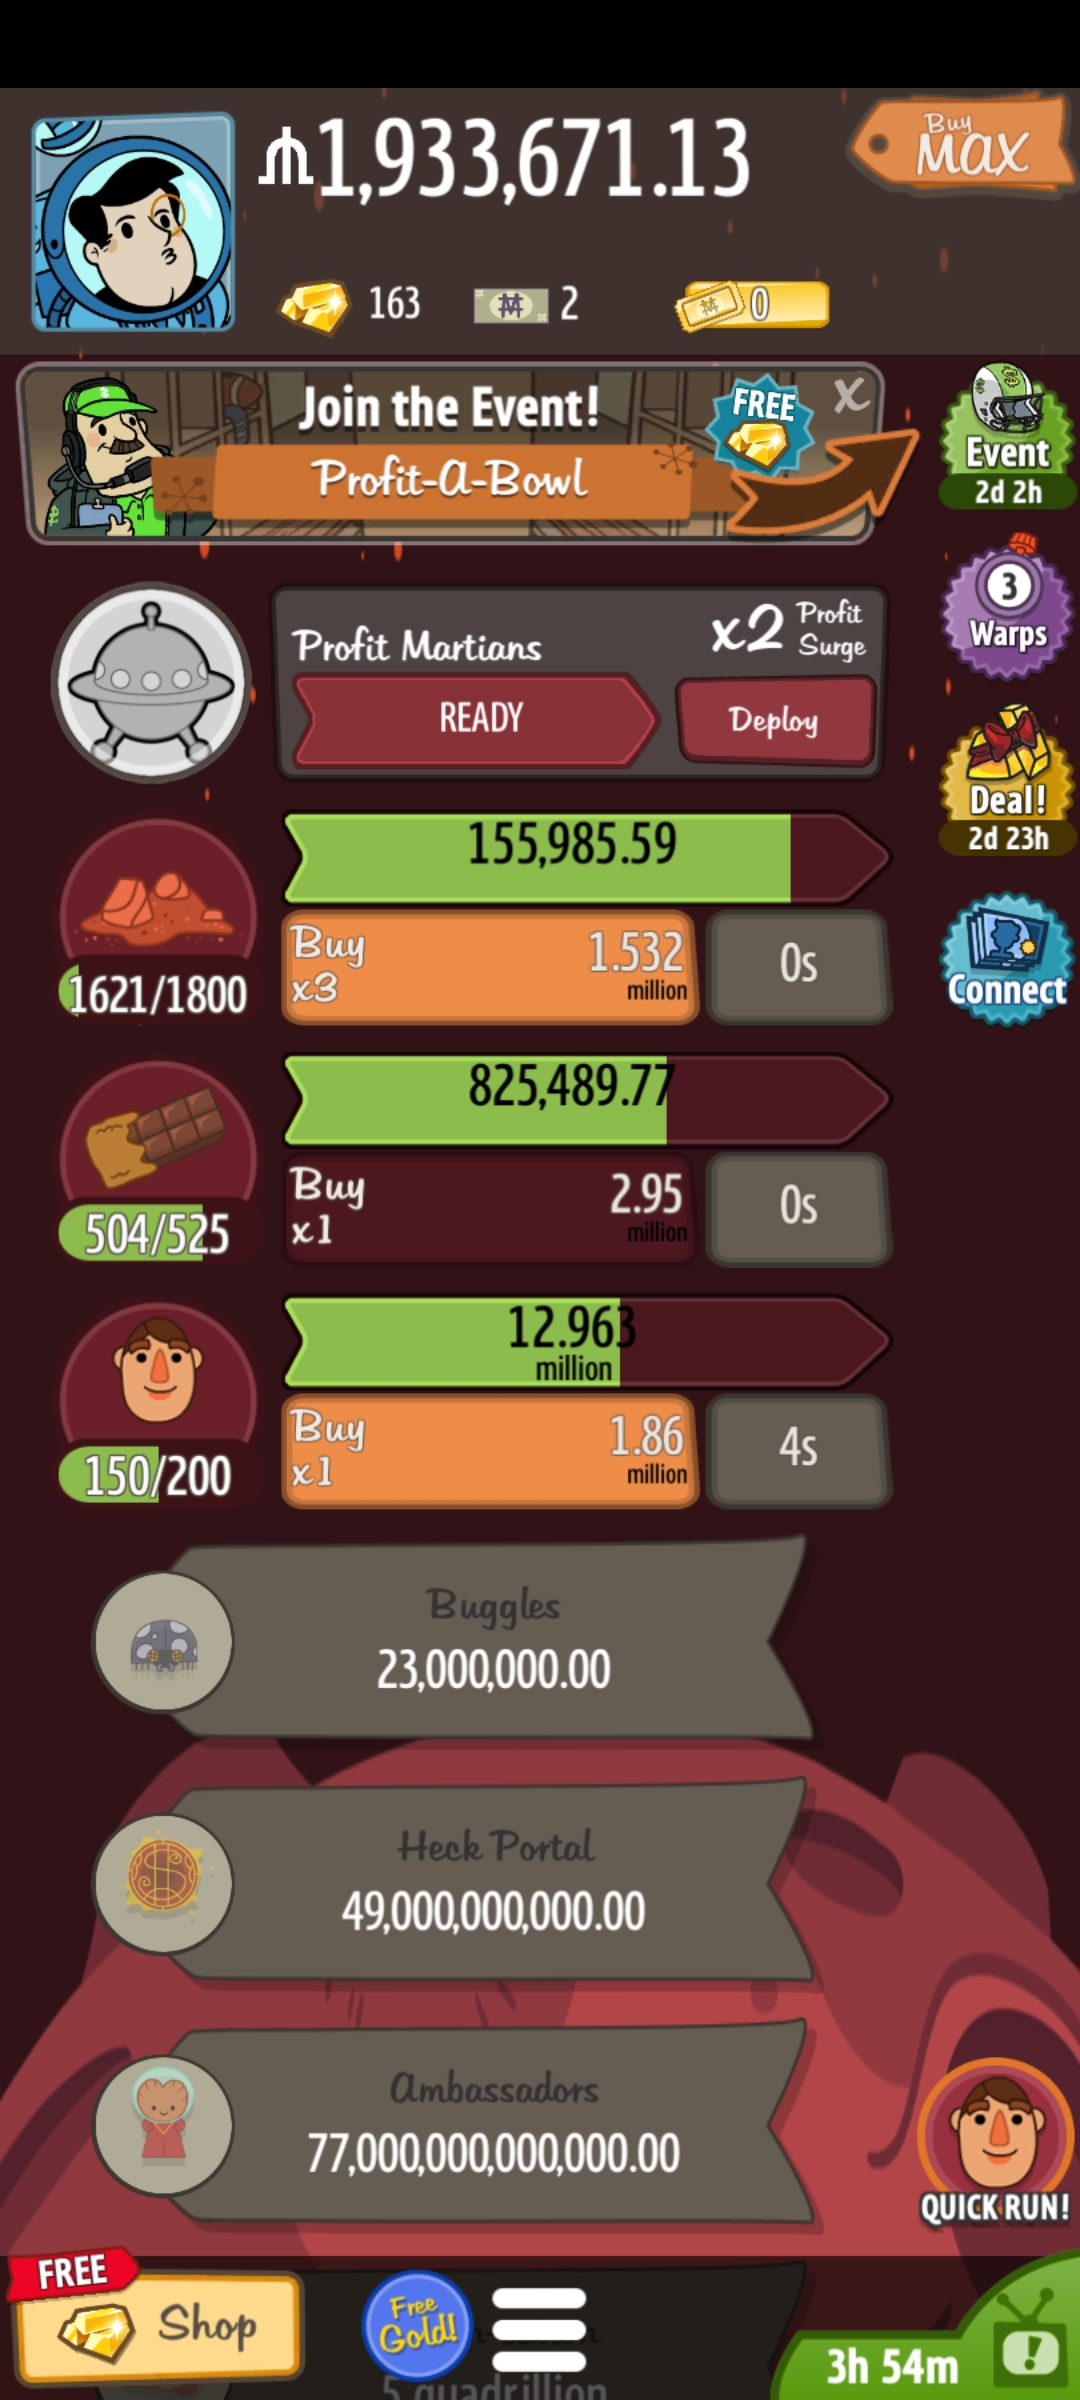 ₥1,933,671.13
Buy
MAX
163
2
0
Join the Event!
Profit-A-Bowl
FREE
X
Event
2d 2h
3
Warps
Profit Martians
x2 Profit
Surge
READY
Deploy
Deal!
2d 23h
155,985.59
Buy
x3
1.532
million
0s
1621/1800
Connect
825,489.77
Buy
x1
2.95
million
0s
504/525
12.963
million
Buy
x1
1.86
million
4s
150/200
Buggles
23,000,000.00
Heck Portal
49,000,000,000.00
Ambassadors
77,000,000,000,000.00
QUICK RUN!
FREE
Shop
Free
Gold!
5 quadrillion
3h 54m
!